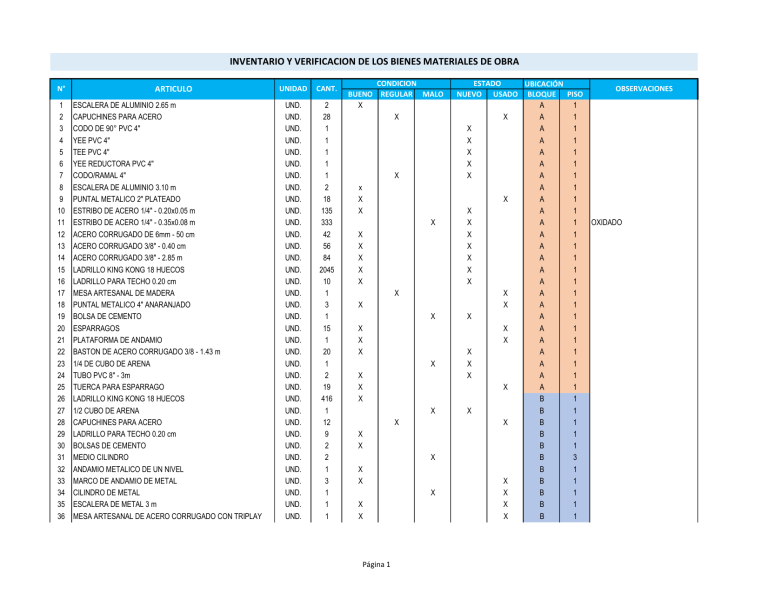 INVENTARIO Y VERIFICACION DE LOS BIENES MATERIALES DE OBRA
N° ARTICULO UNIDAD CANT. CONDICION ESTADO UBICACIÓN OBSERVACIONES
BUENO REGULAR MALO NUEVO USADO BLOQUE PISO
1 ESCALERA DE ALUMINIO 2.65 m UND. 2 X A 1
2 CAPUCHINES PARA ACERO UND. 28 X X A 1
3 CODO DE 90° PVC 4" UND. 1 X A 1
4 YEE PVC 4" UND. 1 X A 1
5 TEE PVC 4" UND. 1 X A 1
6 YEE REDUCTORA PVC 4" UND. 1 X A 1
7 CODO/RAMAL 4" UND. 1 X X A 1
8 ESCALERA DE ALUMINIO 3.10 m UND. 2 x A 1
9 PUNTAL METALICO 2" PLATEADO UND. 18 X X A 1
10 ESTRIBO DE ACERO 1/4" - 0.20x0.05 m UND. 135 X X A 1
11 ESTRIBO DE ACERO 1/4" - 0.35x0.08 m UND. 333 X X A 1 OXIDADO
12 ACERO CORRUGADO DE 6mm - 50 cm UND. 42 X X A 1
13 ACERO CORRUGADO 3/8" - 0.40 cm UND. 56 X X A 1
14 ACERO CORRUGADO 3/8" - 2.85 m UND. 84 X X A 1
15 LADRILLO KING KONG 18 HUECOS UND. 2045 X X A 1
16 LADRILLO PARA TECHO 0.20 cm UND. 10 X X A 1
17 MESA ARTESANAL DE MADERA UND. 1 X X A 1
18 PUNTAL METALICO 4" ANARANJADO UND. 3 X X A 1
19 BOLSA DE CEMENTO UND. 1 X X A 1
20 ESPARRAGOS UND. 15 X X A 1
21 PLATAFORMA DE ANDAMIO UND. 1 X X A 1
22 BASTON DE ACERO CORRUGADO 3/8 - 1.43 m UND. 20 X X A 1
23 1/4 DE CUBO DE ARENA UND. 1 X X A 1
24 TUBO PVC 8" - 3m UND. 2 X X A 1
25 TUERCA PARA ESPARRAGO UND. 19 X X A 1
26 LADRILLO KING KONG 18 HUECOS UND. 416 X B 1
27 1/2 CUBO DE ARENA UND. 1 X X B 1
28 CAPUCHINES PARA ACERO UND. 12 X X B 1
29 LADRILLO PARA TECHO 0.20 cm UND. 9 X B 1
30 BOLSAS DE CEMENTO UND. 2 X B 1
31 MEDIO CILINDRO UND. 2 X B 3
32 ANDAMIO METALICO DE UN NIVEL UND. 1 X B 1
33 MARCO DE ANDAMIO DE METAL UND. 3 X X B 1
34 CILINDRO DE METAL UND. 1 X X B 1
35 ESCALERA DE METAL 3 m UND. 1 X X B 1
36 MESA ARTESANAL DE ACERO CORRUGADO CON TRIPLAY UND. 1 X X B 1
Página 1